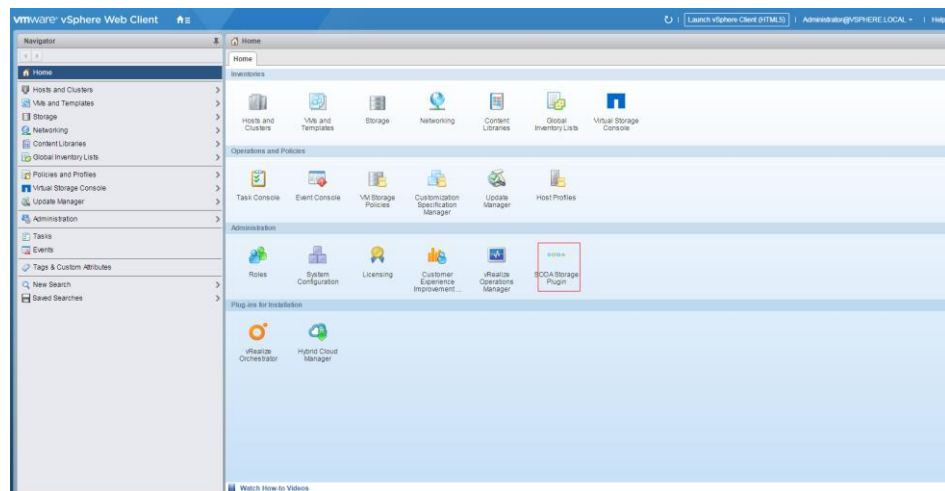 vmware® vSphere Web Client
Launch vSphere Client (HTML5)
Administrator@VSPHERE.LOCAL
Help
Navigator
Home
Hosts and Clusters
VMs and Templates
Storage
Networking
Content Libraries
Global Inventory Lists
Policies and Profiles
Virtual Storage Console
Update Manager
Administration
Tasks
Events
Tags & Custom Attributes
New Search
Saved Searches
Home
Home
Inventories
Hosts and
Clusters
VMs and
Templates
Storage
Networking
Content
Libraries
Global
Inventory Lists
Virtual Storage
Console
Operations and Policies
Task Console
Event Console
VM Storage
Policies
Customization
Specification
Manager
Update
Manager
Host Profiles
Administration
Roles
System
Configuration
Licensing
Customer
Experience
Improvement ...
vRealize
Operations
Manager
SODA
SODA Storage
Plugin
Plug-ins for Installation
vRealize
Orchestrator
Hybrid Cloud
Manager
Watch How-to Videos